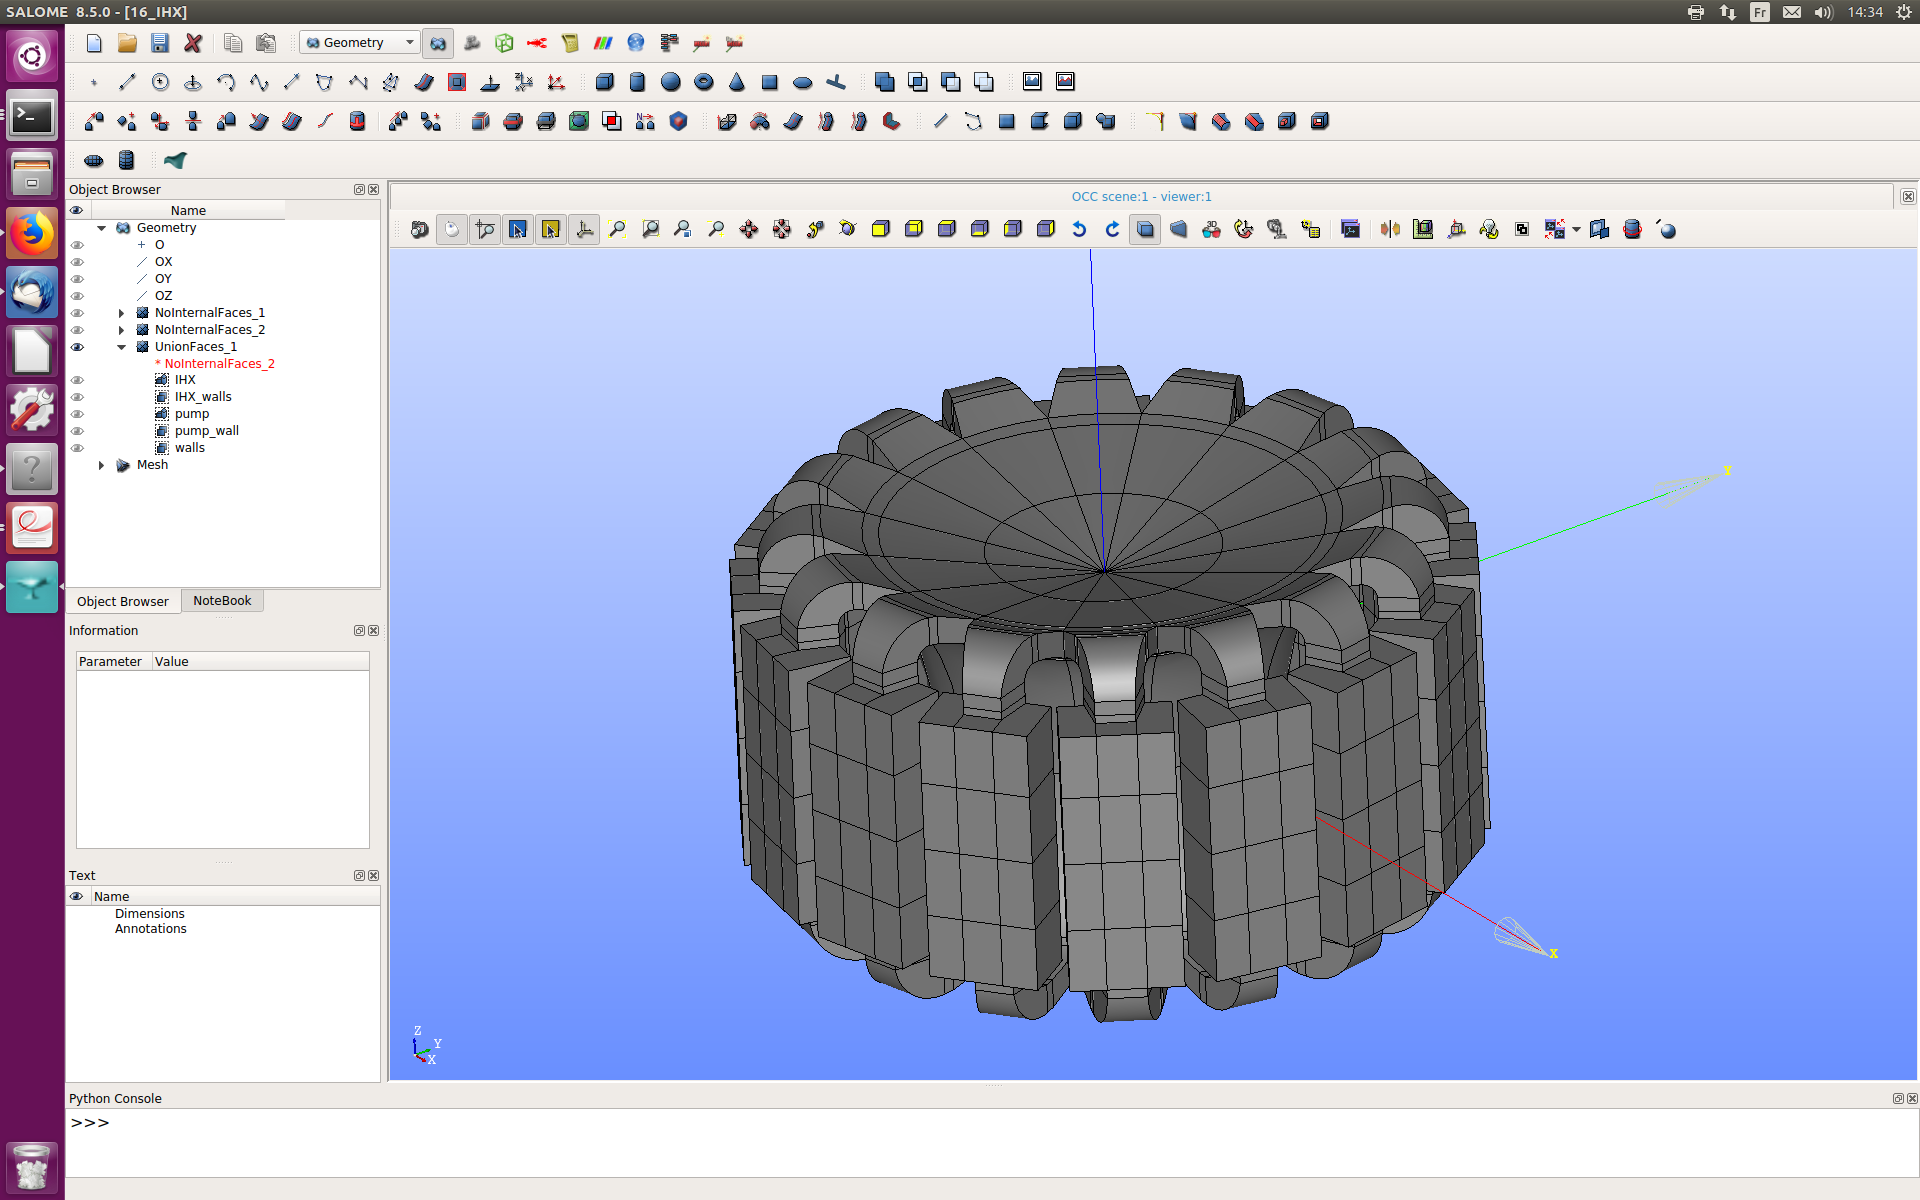 SALOME 8.5.0 - [16_IHX]
Fr
14:34
Geometry
Object Browser
Name
Geometry
O
OX
OY
OZ
NoInternalFaces_1
NoInternalFaces_2
UnionFaces_1
* NoInternalFaces_2
IHX
IHX_walls
pump
pump_wall
walls
Mesh
Object Browser
NoteBook
Information
Parameter
Value
Text
Name
Dimensions
Annotations
OCC scene:1 - viewer:1
Y
X
Z
Y
X
Python Console
>>>